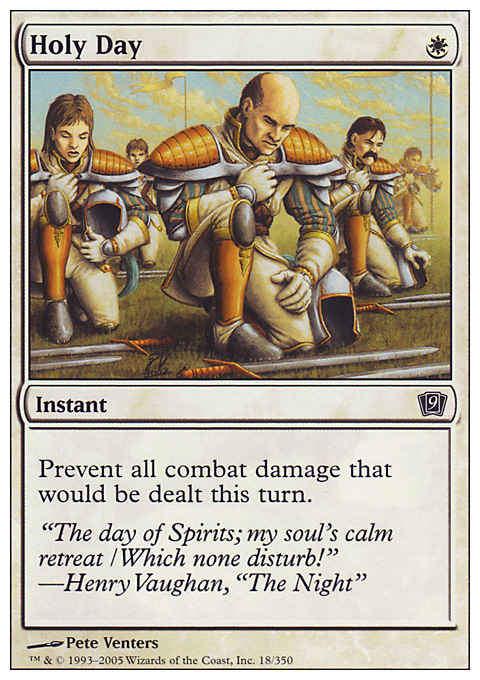 Holy Day
Instant
9
Prevent all combat damage that
would be dealt this turn.
“The day of Spirits; my soul’s calm
retreat / Which none disturb!”
—Henry Vaughan, “The Night”
Pete Venters
™ & © 1993–2005 Wizards of the Coast, Inc. 18/350